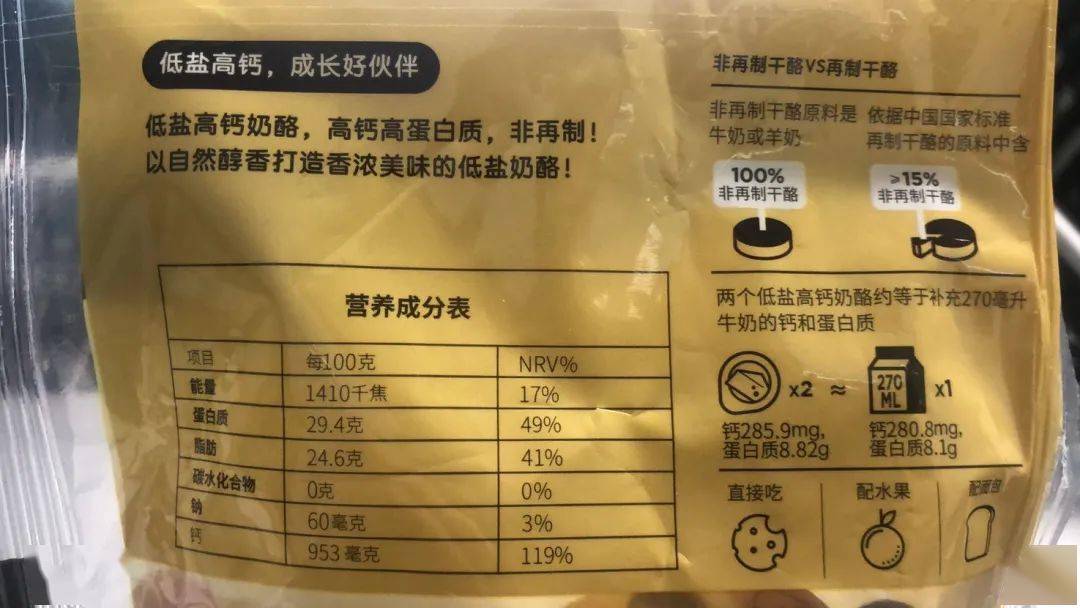 低盐高钙，成长好伙伴
低盐高钙奶酪，高钙高蛋白质，非再制！
以自然醇香打造香浓美味的低盐奶酪！
营养成分表
项目 每100克 NRV%
能量 1410千焦 17%
蛋白质 29.4克 49%
脂肪 24.6克 41%
碳水化合物 0克 0%
钠 60毫克 3%
钙 953毫克 119%
非再制干酪VS再制干酪
非再制干酪原料是
牛奶或羊奶
依据中国国家标准
再制干酪的原料中含
100%
非再制干酪
≥15%
非再制干酪
两个低盐高钙奶酪约等于补充270毫升
牛奶的钙和蛋白质
x2 ≈ 270 ML x1
钙285.9mg,
蛋白质8.82g
钙280.8mg,
蛋白质8.1g
直接吃 配水果 配面包